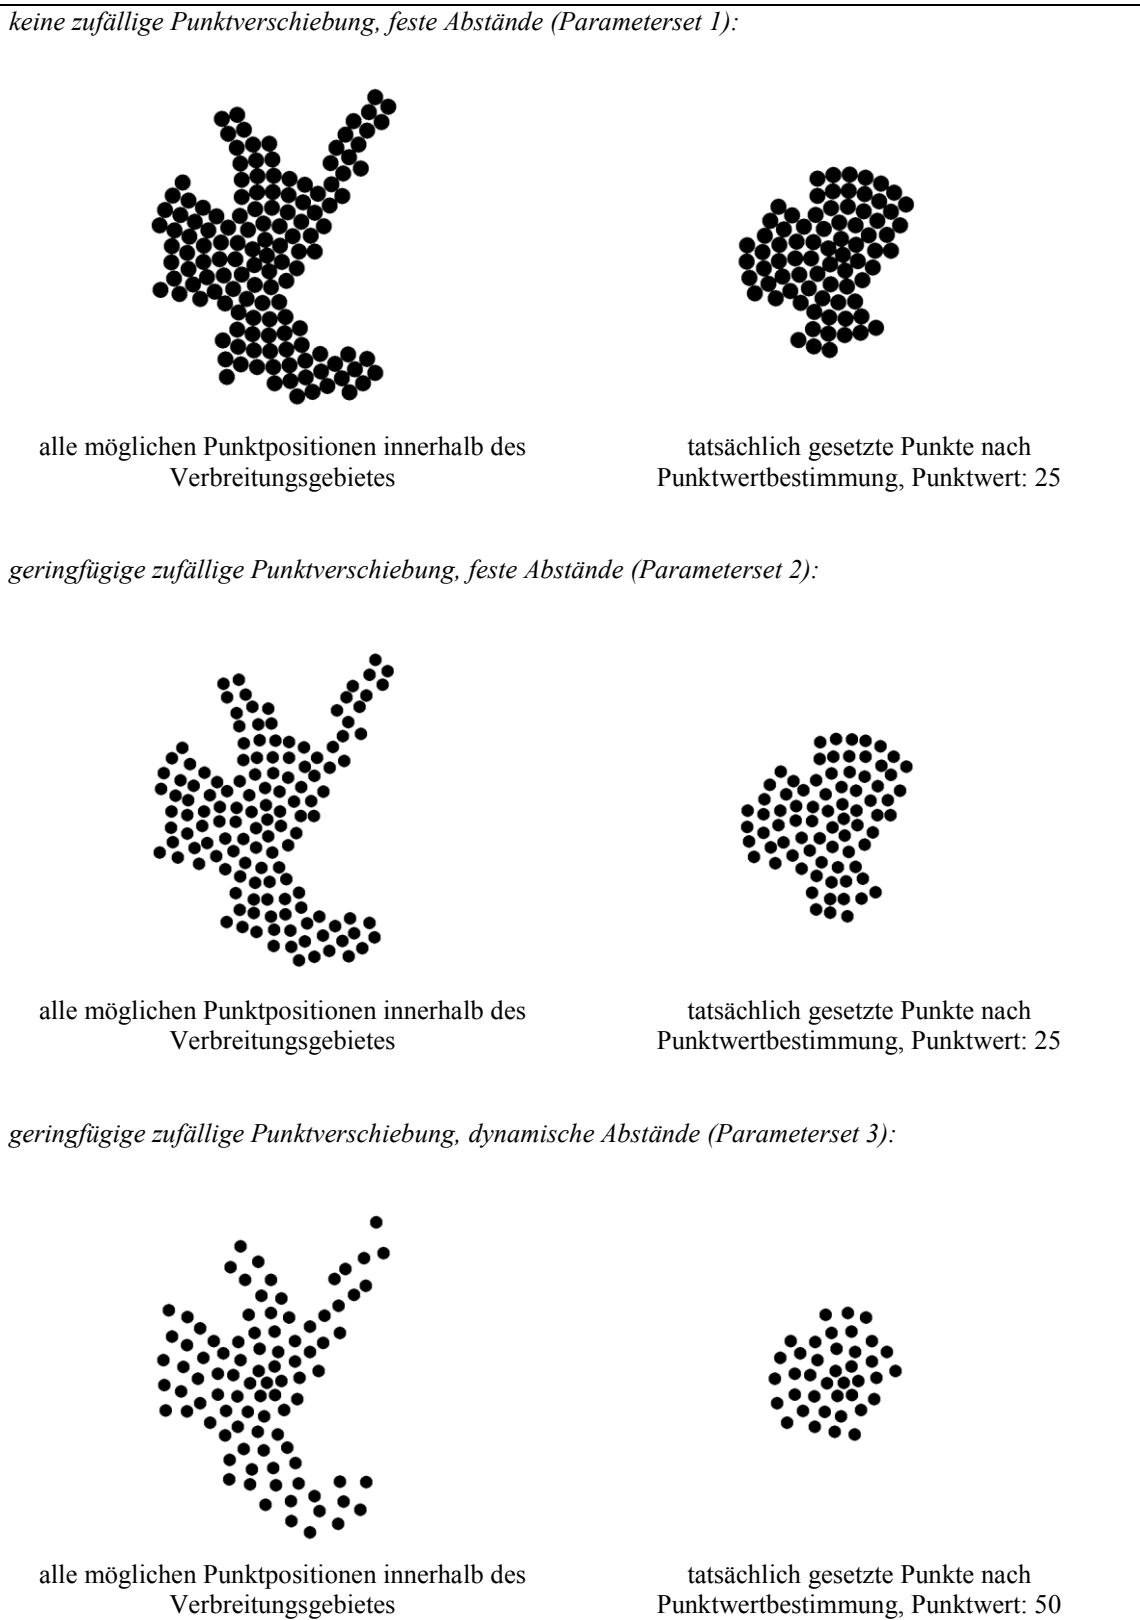 keine zufällige Punktverschiebung, feste Abstände (Parameterset 1):
alle möglichen Punktpositionen innerhalb des
Verbreitungsgebietes
tatsächlich gesetzte Punkte nach
Punktwertbestimmung, Punktwert: 25
geringfügige zufällige Punktverschiebung, feste Abstände (Parameterset 2):
alle möglichen Punktpositionen innerhalb des
Verbreitungsgebietes
tatsächlich gesetzte Punkte nach
Punktwertbestimmung, Punktwert: 25
geringfügige zufällige Punktverschiebung, dynamische Abstände (Parameterset 3):
alle möglichen Punktpositionen innerhalb des
Verbreitungsgebietes
tatsächlich gesetzte Punkte nach
Punktwertbestimmung, Punktwert: 50